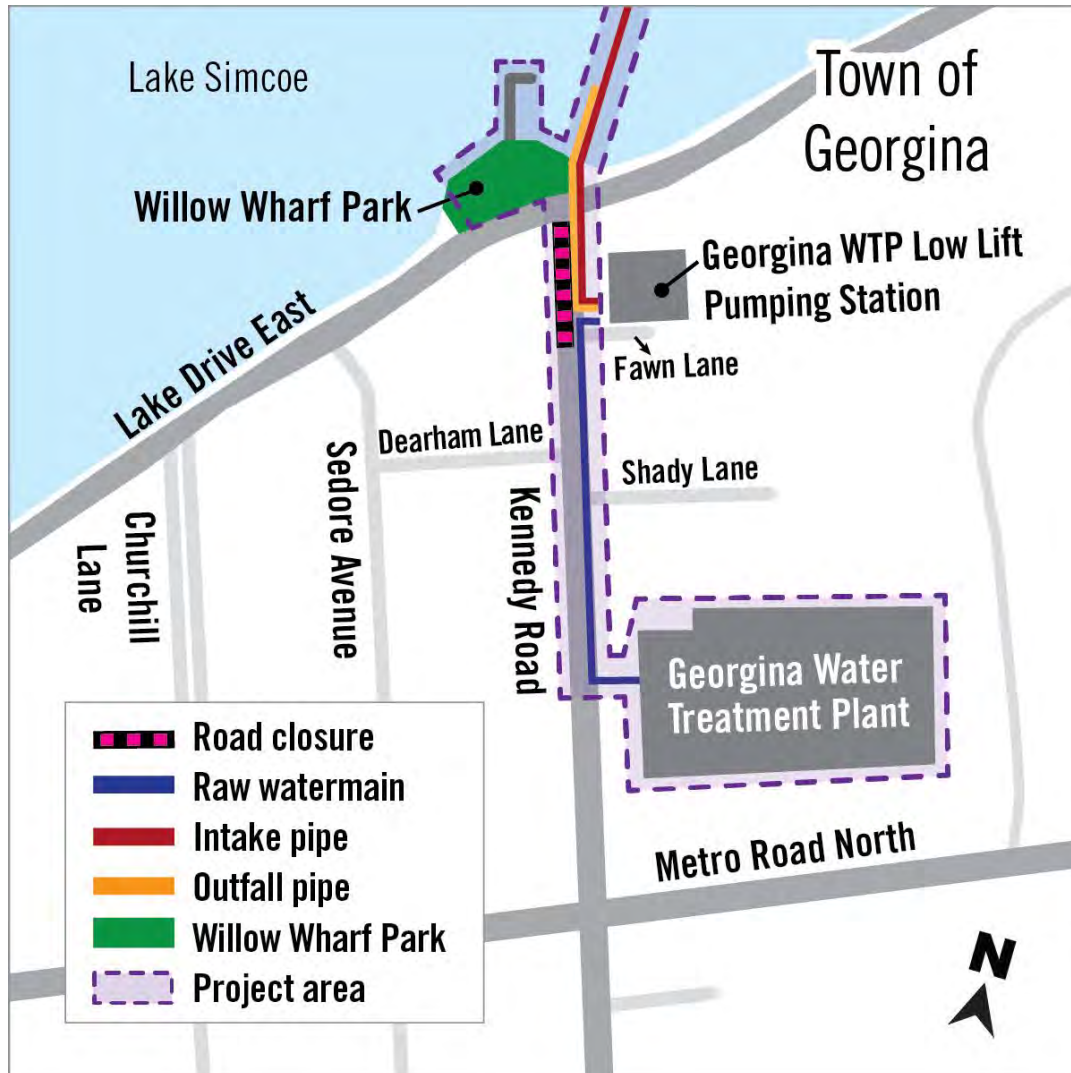 Lake Simcoe
Town of
Georgina
Willow Wharf Park
Georgina WTP Low Lift
Pumping Station
Fawn Lane
Lake Drive East
Dearham Lane
Shady Lane
Sedore Avenue
Kennedy Road
Churchill
Lane
Georgina Water
Treatment Plant
Metro Road North
Road closure
Raw watermain
Intake pipe
Outfall pipe
Willow Wharf Park
Project area
N